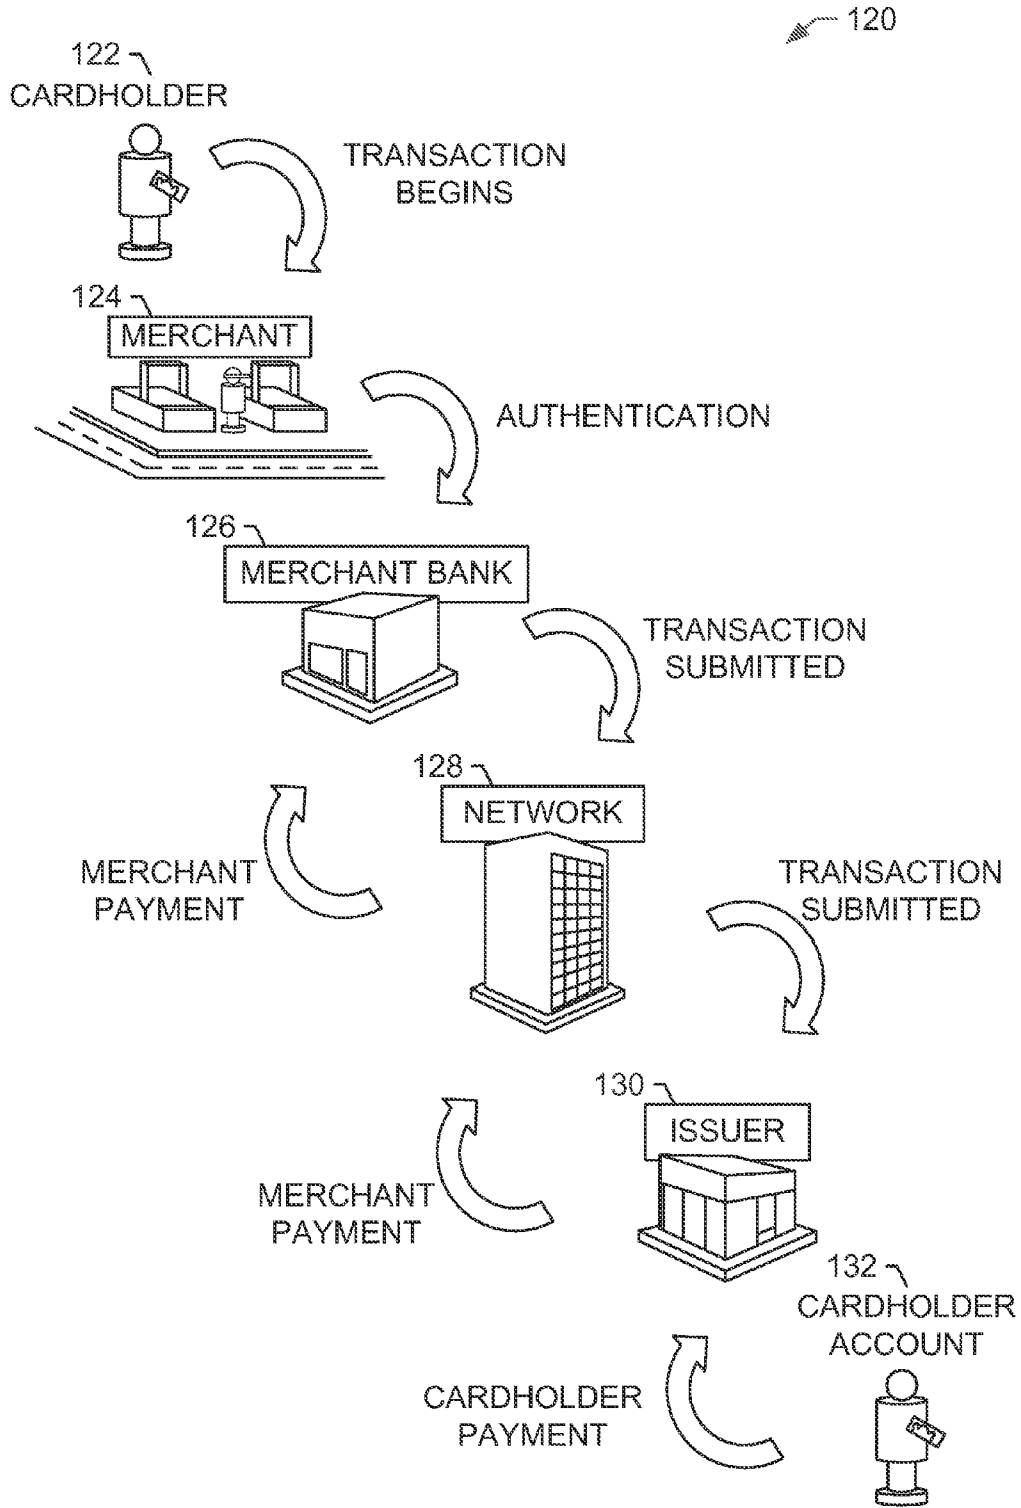 120
122
CARDHOLDER
TRANSACTION
BEGINS
124
MERCHANT
AUTHENTICATION
126
MERCHANT BANK
TRANSACTION
SUBMITTED
128
NETWORK
MERCHANT
PAYMENT
TRANSACTION
SUBMITTED
130
ISSUER
MERCHANT
PAYMENT
132
CARDHOLDER
ACCOUNT
CARDHOLDER
PAYMENT